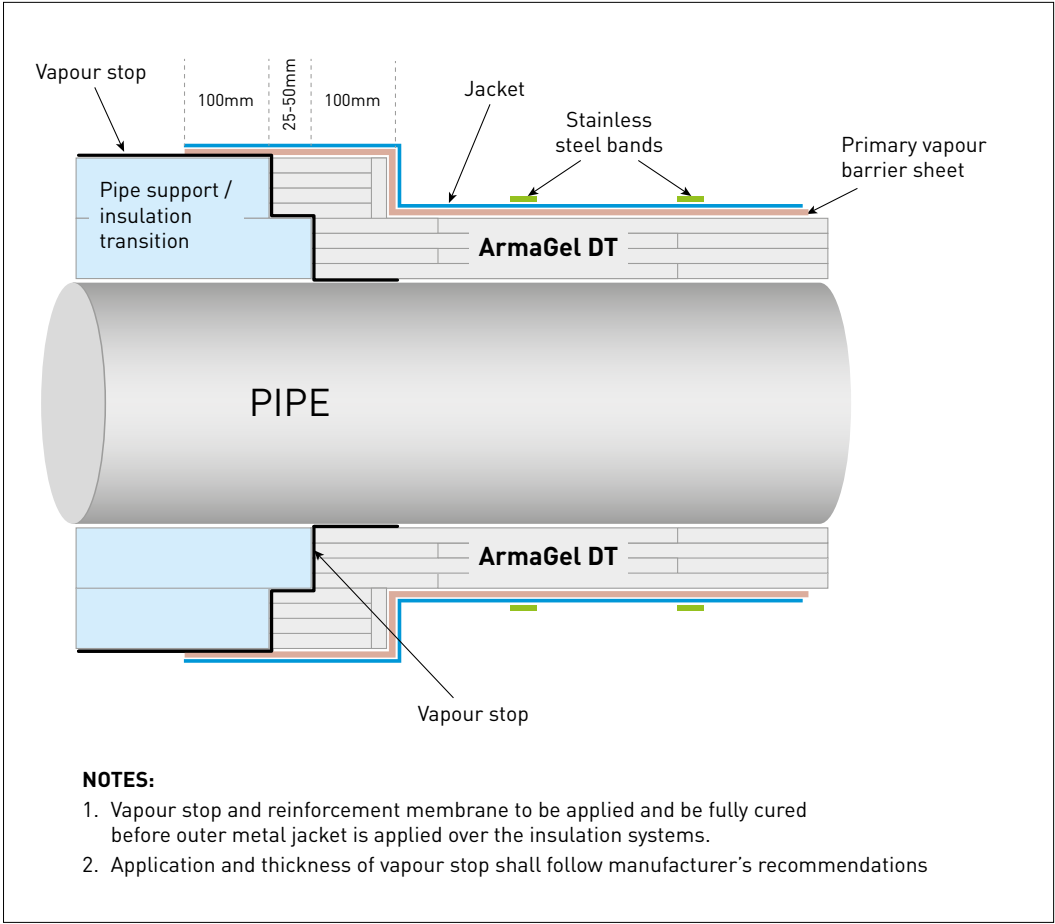 Vapour stop
100mm
25-50mm
100mm
Jacket
Stainless
steel bands
Primary vapour
barrier sheet
Pipe support /
insulation
transition
ArmaGel DT
PIPE
ArmaGel DT
Vapour stop
NOTES:
1. Vapour stop and reinforcement membrane to be applied and be fully cured
before outer metal jacket is applied over the insulation systems.
2. Application and thickness of vapour stop shall follow manufacturer’s recommendations